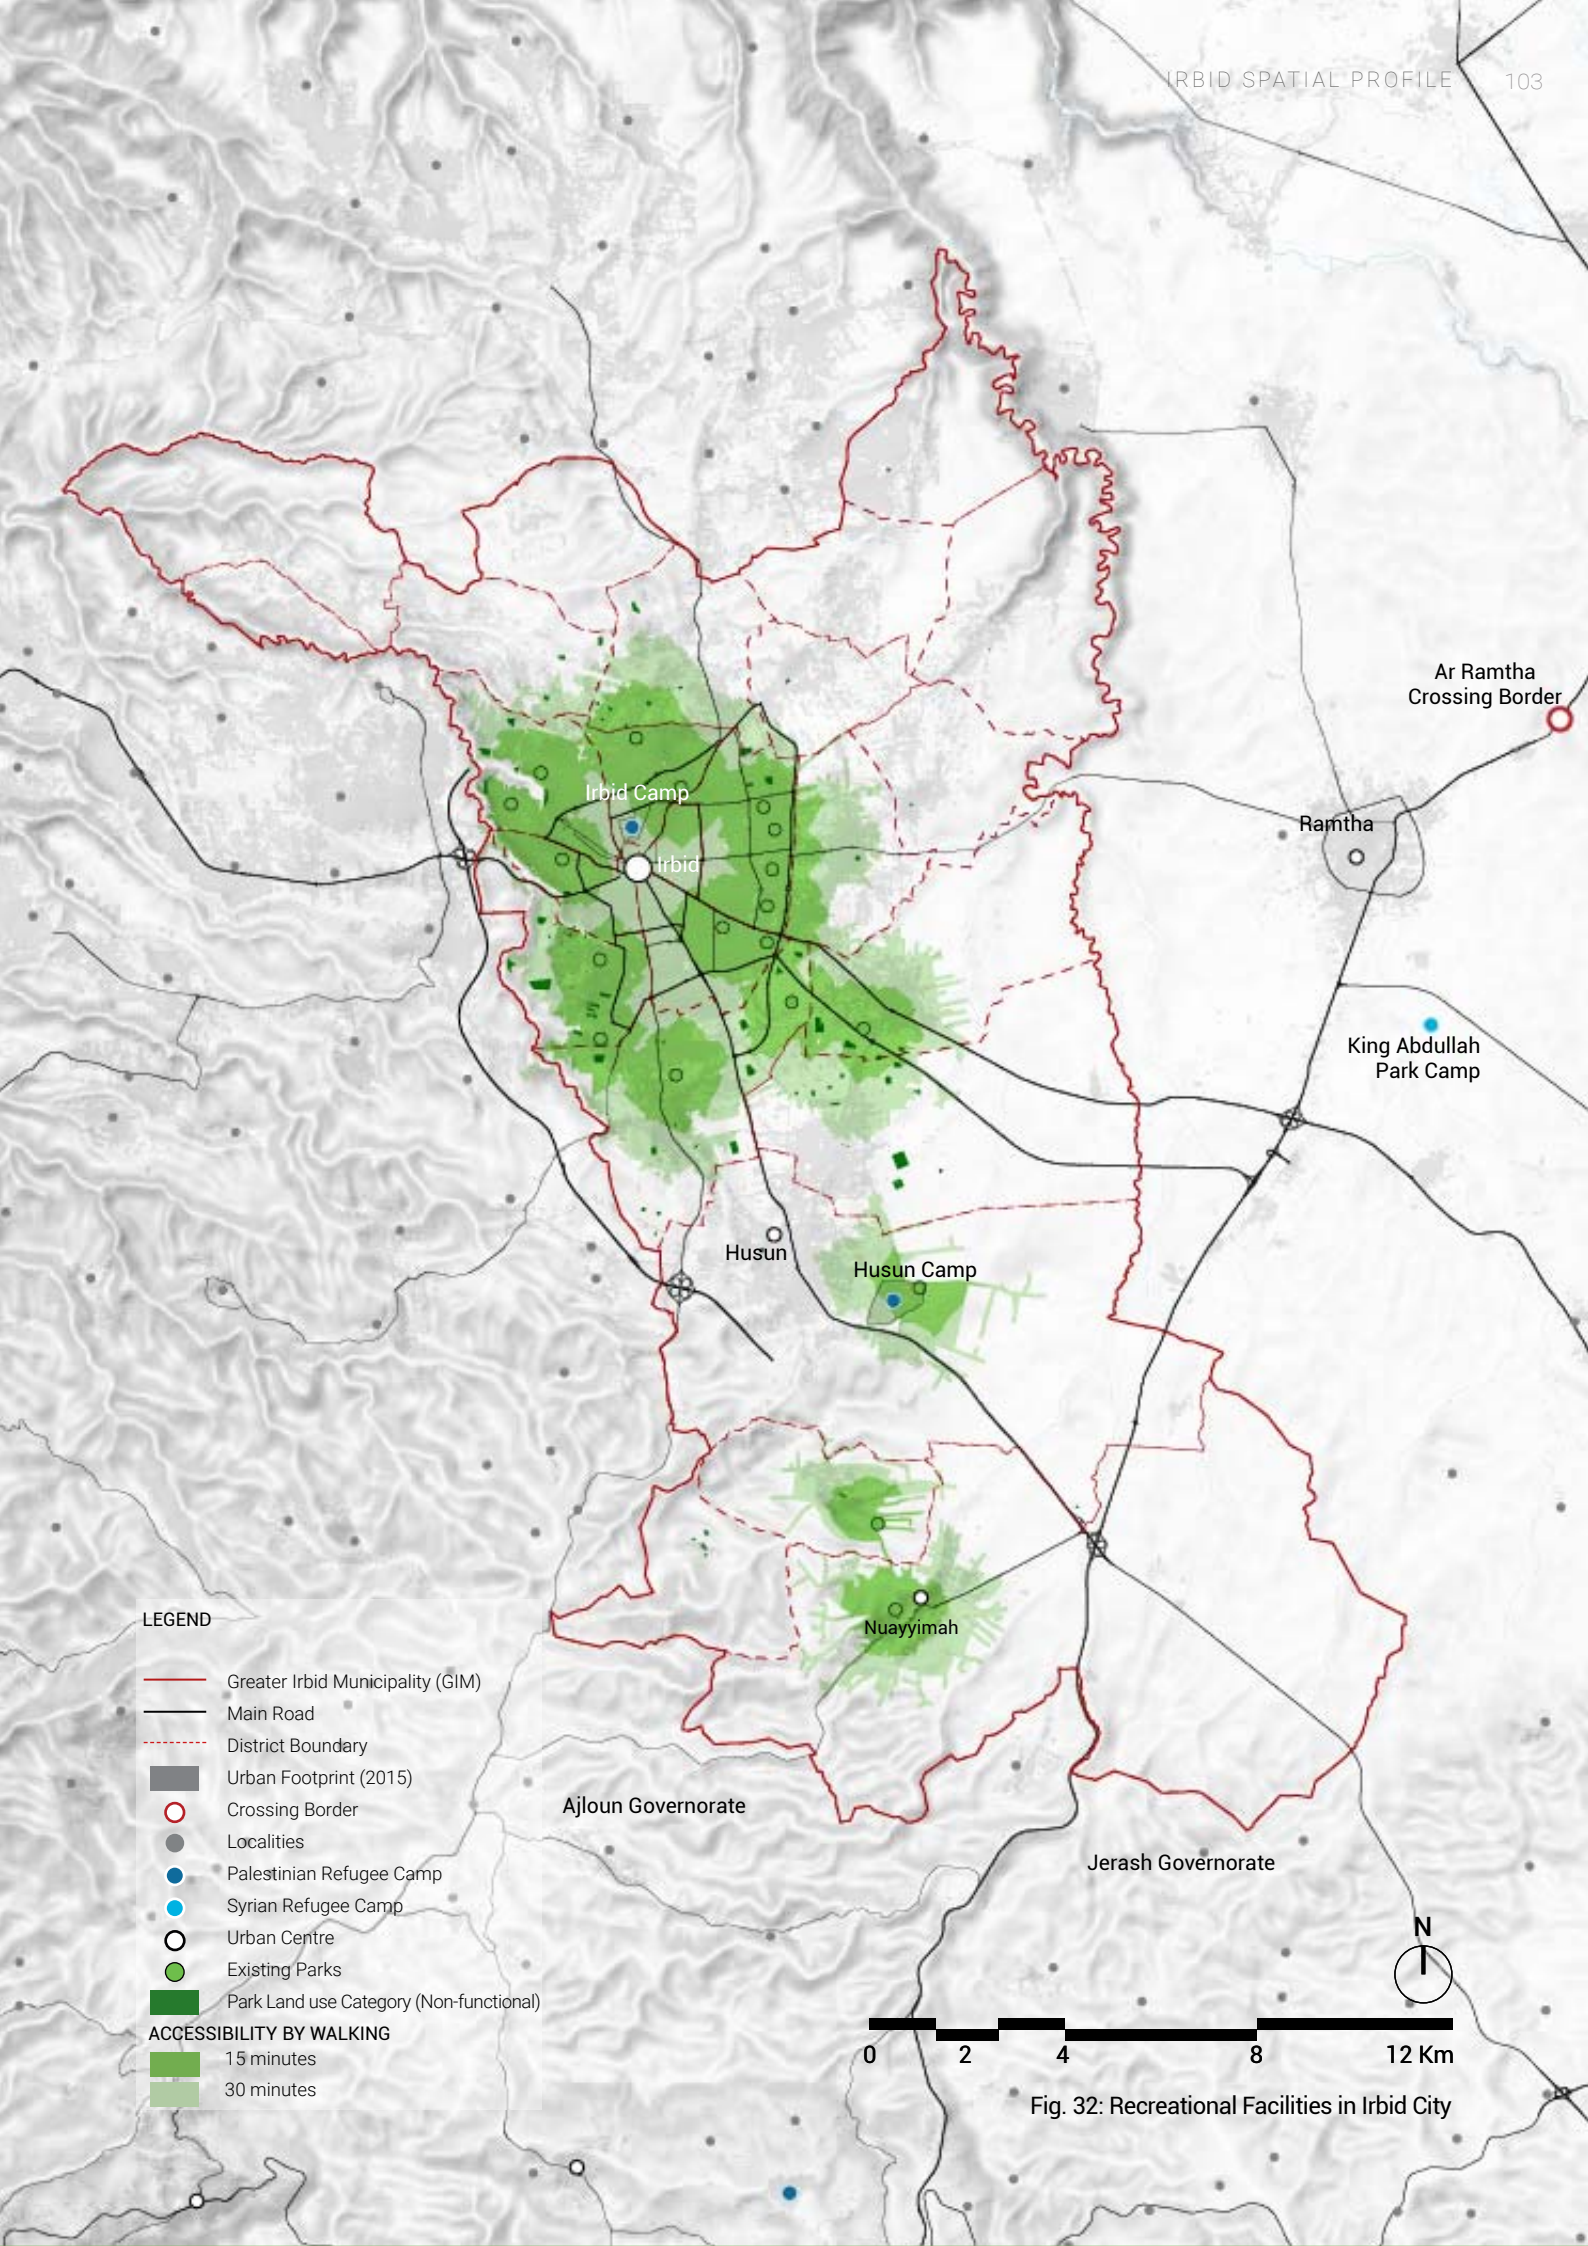 IRBID SPATIAL PROFILE 103
Ar Ramtha
Crossing Border
Irbid Camp
Ramtha
Irbid
King Abdullah
Park Camp
Husun
Husun Camp
Nuayyimah
LEGEND
Greater Irbid Municipality (GIM)
Main Road
District Boundary
Urban Footprint (2015)
Crossing Border
Localities
Palestinian Refugee Camp
Syrian Refugee Camp
Urban Centre
Existing Parks
Park Land use Category (Non-functional)
ACCESSIBILITY BY WALKING
15 minutes
30 minutes
Ajloun Governorate
Jerash Governorate
N
0 2 4 8 12 Km
Fig. 32: Recreational Facilities in Irbid City